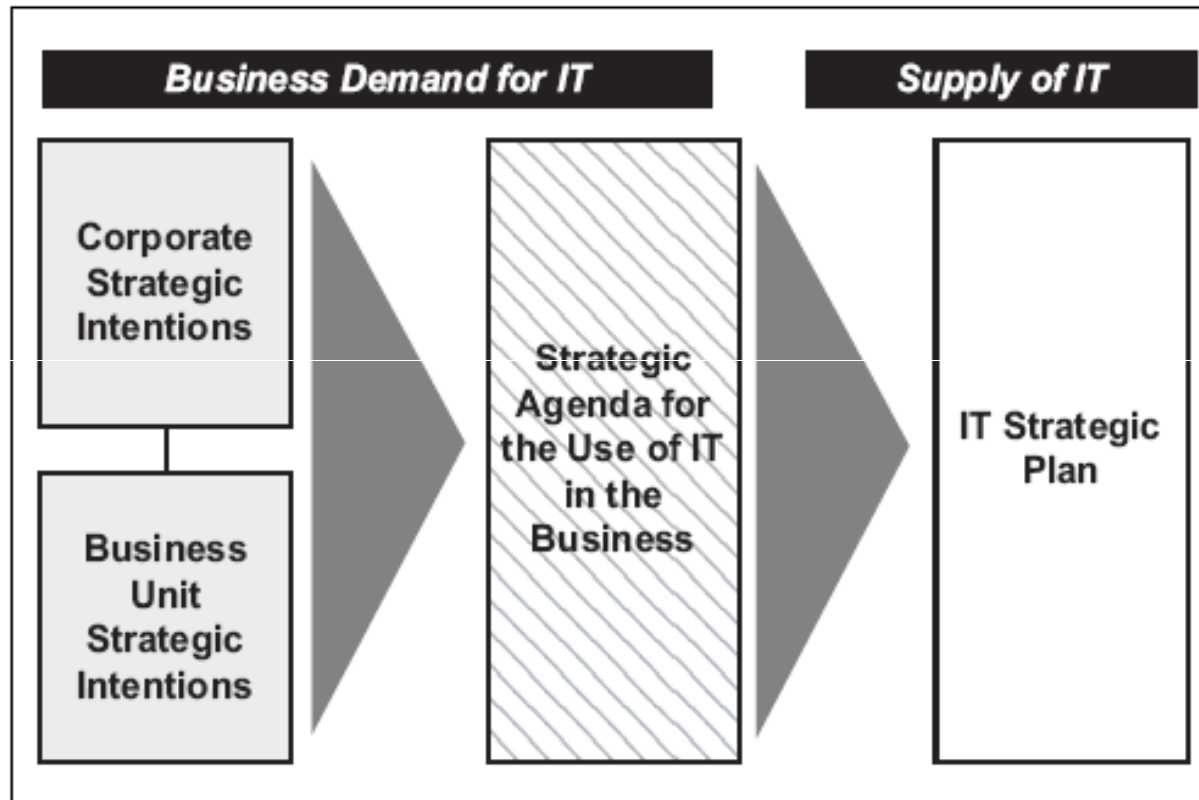 Business Demand for IT
Supply of IT
Corporate
Strategic
Intentions
Business
Unit
Strategic
Intentions
Strategic
Agenda for
the Use of IT
in the
Business
IT Strategic
Plan